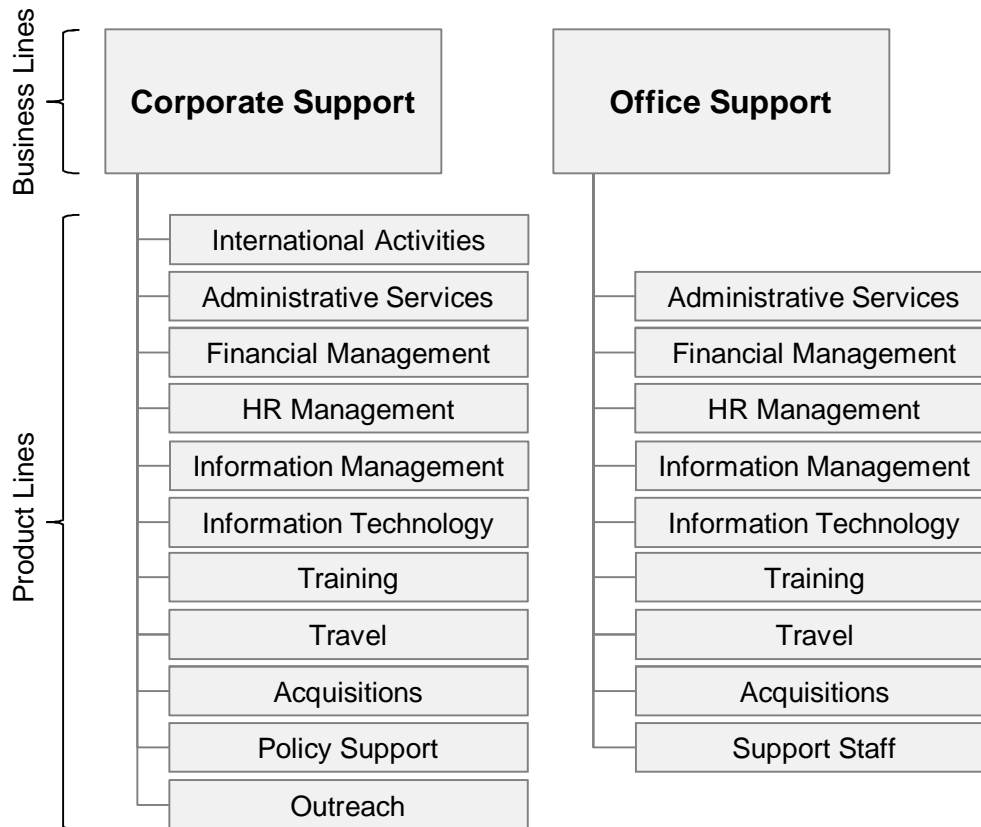 Business Lines
Corporate Support
Office Support
Product Lines
International Activities
Administrative Services
Financial Management
HR Management
Information Management
Information Technology
Training
Travel
Acquisitions
Policy Support
Outreach
Administrative Services
Financial Management
HR Management
Information Management
Information Technology
Training
Travel
Acquisitions
Support Staff